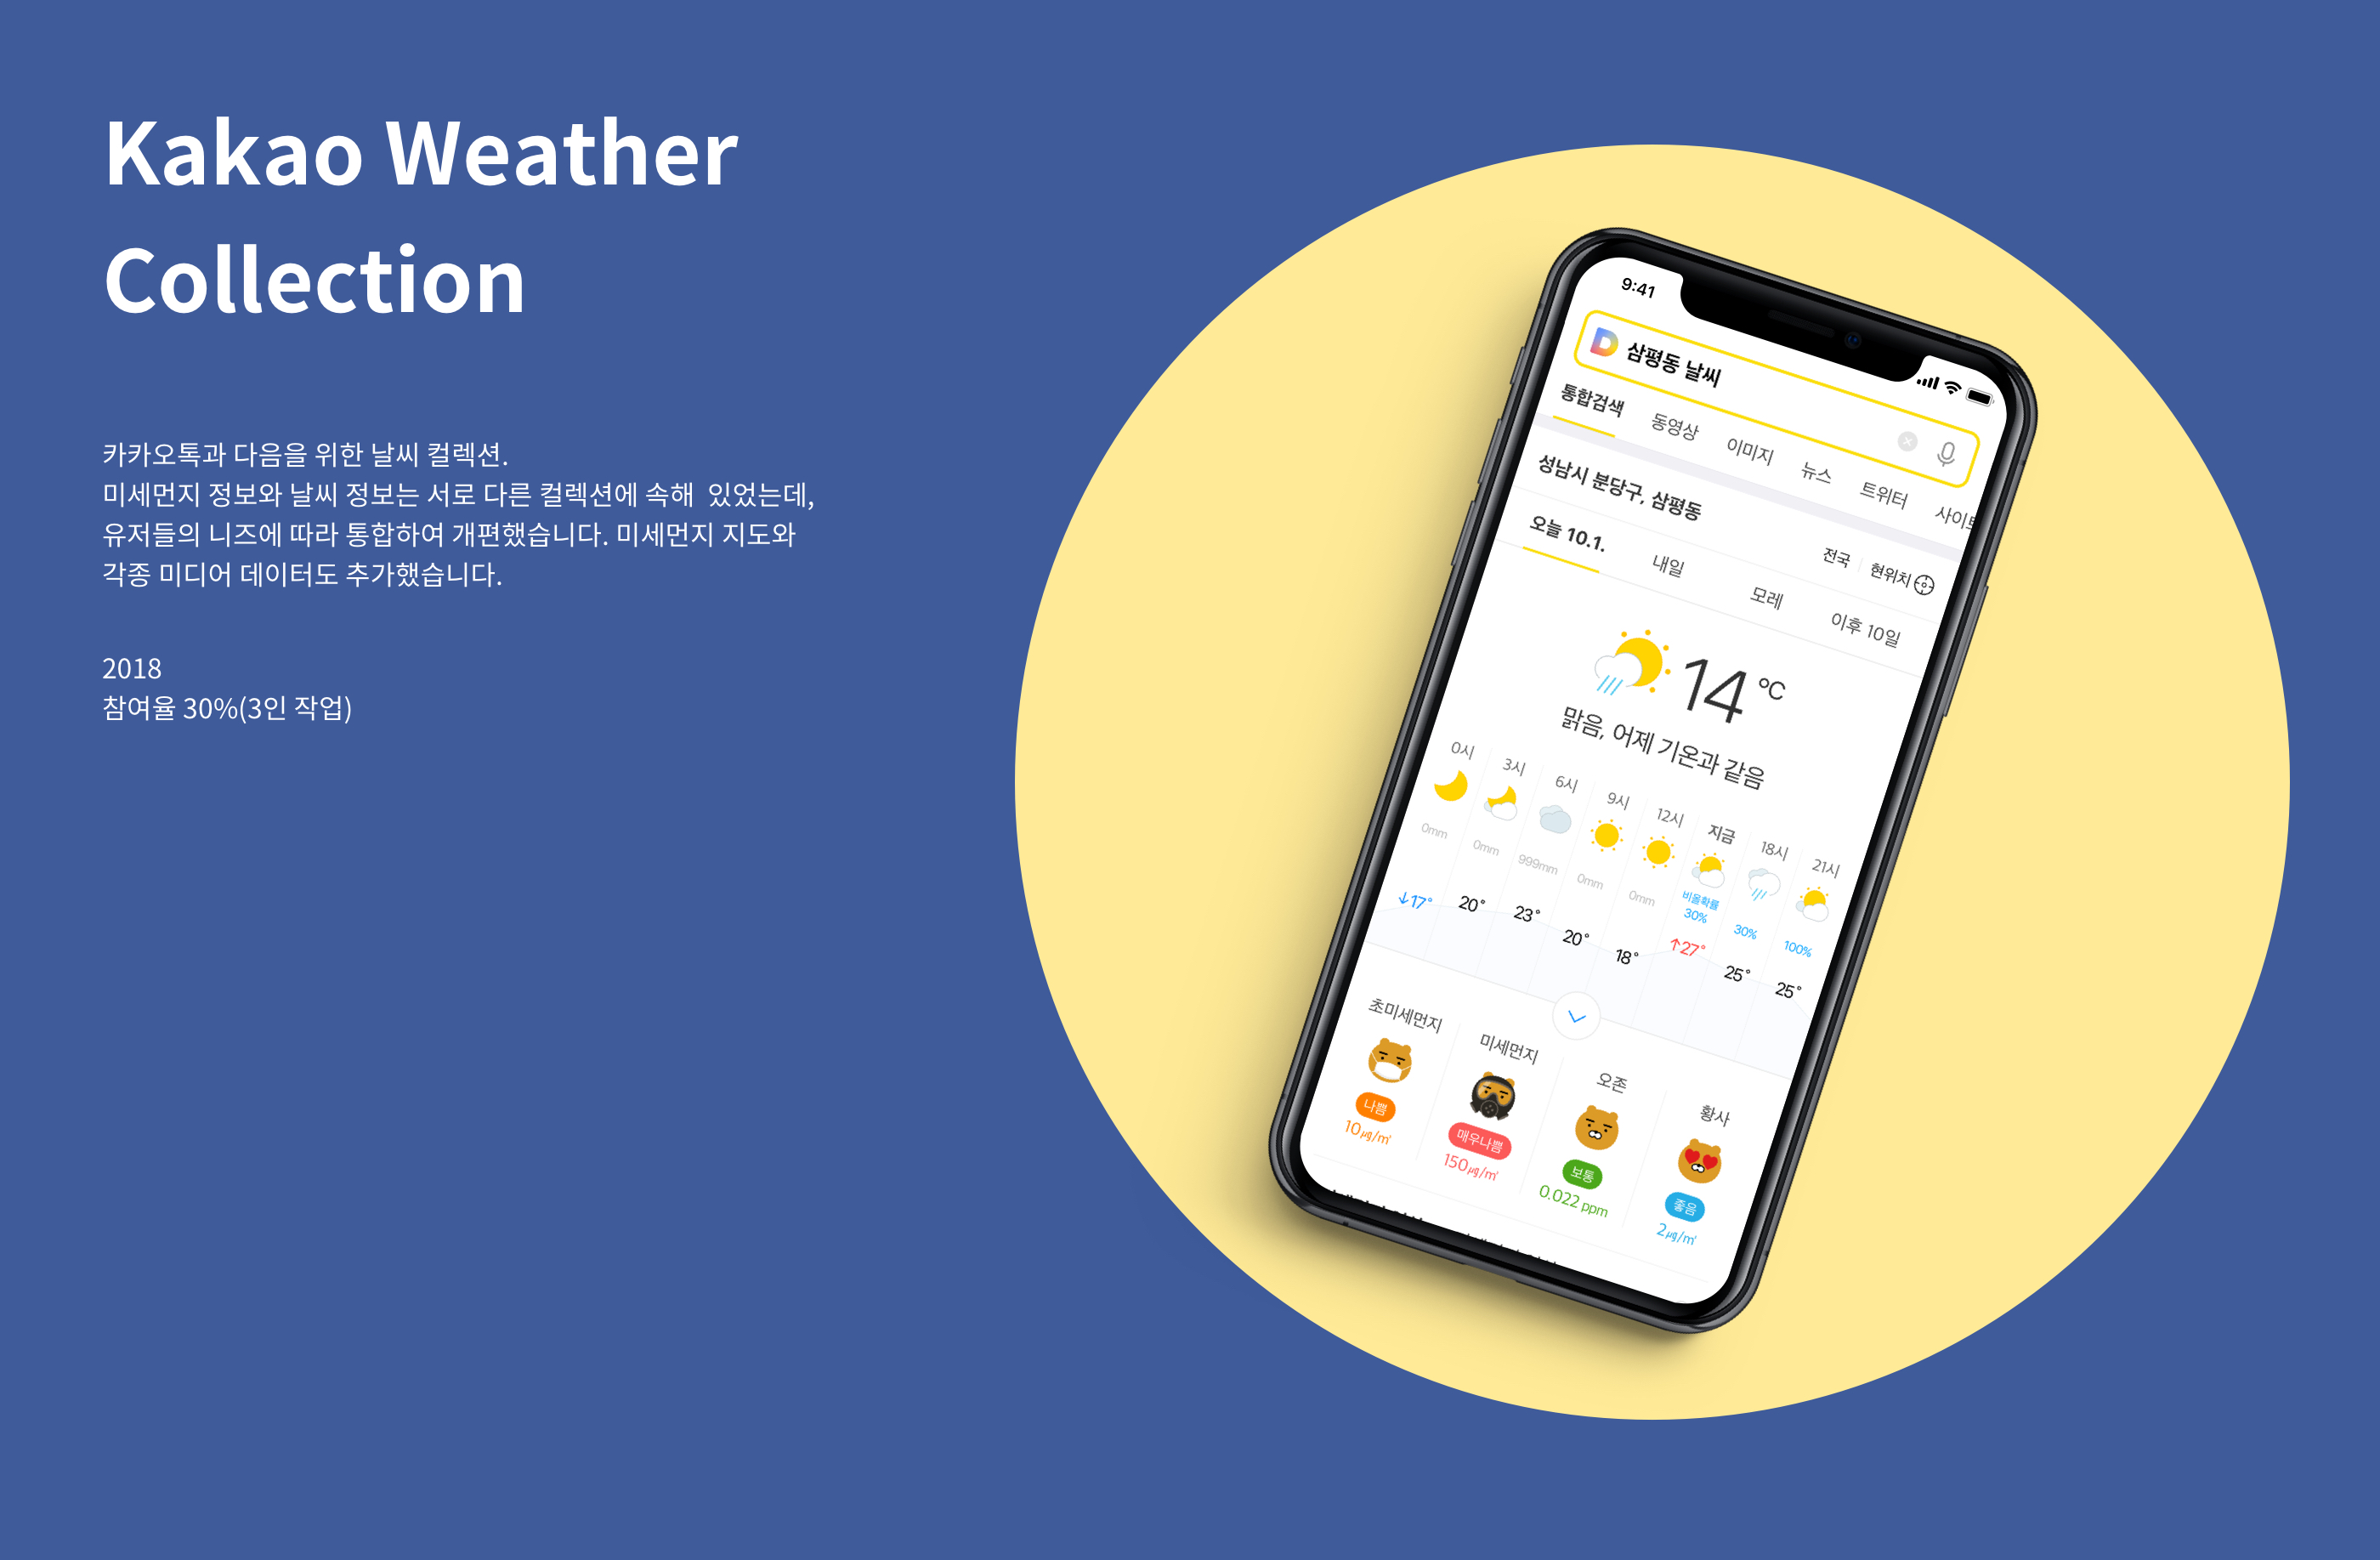 Kakao Weather
Collection
카카오톡과 다음을 위한 날씨 컬렉션.
미세먼지 정보와 날씨 정보는 서로 다른 컬렉션에 속해  있었는데,
유저들의 니즈에 따라 통합하여 개편했습니다. 미세먼지 지도와
각종 미디어 데이터도 추가했습니다.
2018
참여율 30%(3인 작업)
9:41
삼평동 날씨
통합검색 동영상 이미지 뉴스 트위터
성남시 분당구, 삼평동
전국 현위치
오늘 10.1. 내일 모레 이후 10일
14 °C
맑음, 어제 기온과 같음
0시 3시 6시 9시 12시 지금 18시 21시
0mm 0mm 999mm 0mm 0mm 비올확률 30% 30% 100%
↓17° 20° 23° 20° 18° ↑27° 25° 25°
초미세먼지 미세먼지 오존 황사
나쁨 매우나쁨 보통 좋음
10㎍/㎥ 150㎍/㎥ 0.022 ppm 2㎍/㎥